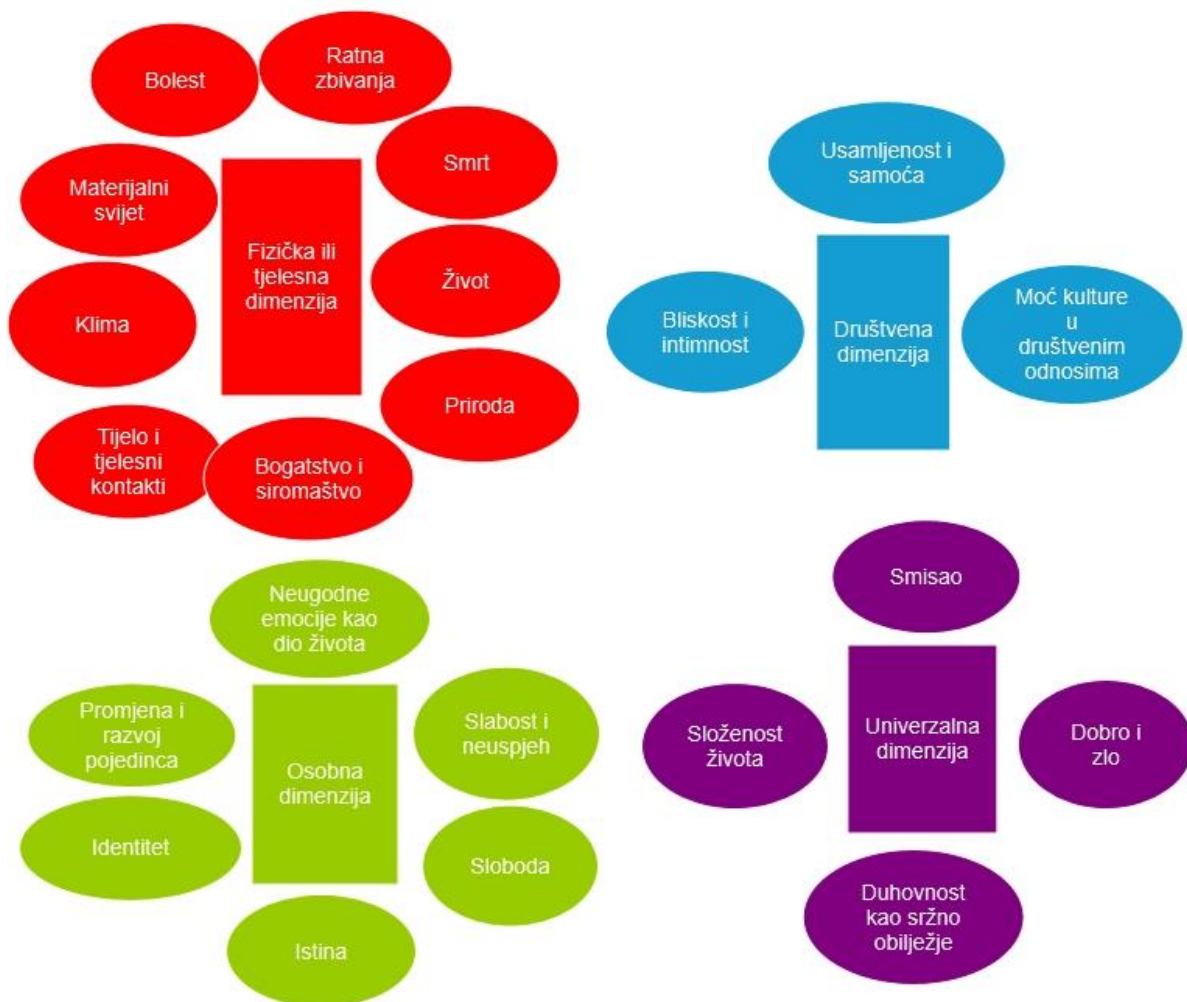 Bolest
Ratna
zbivanja
Smrt
Materijalni
svijet
Fizička ili
tjelesna
dimenzija
Život
Klima
Priroda
Tijelo i
tjelesni
kontakti
Bogatstvo i
siromaštvo
Usamljenost i
samoća
Bliskost i
intimnost
Društvena
dimenzija
Moć kulture
u
društvenim
odnosima
Neugodne
emocije kao
dio života
Promjena i
razvoj
pojedinca
Osobna
dimenzija
Slabost i
neuspjeh
Identitet
Sloboda
Istina
Smisao
Složenost
života
Univerzalna
dimenzija
Dobro i
zlo
Duhovnost
kao sržno
obilježje